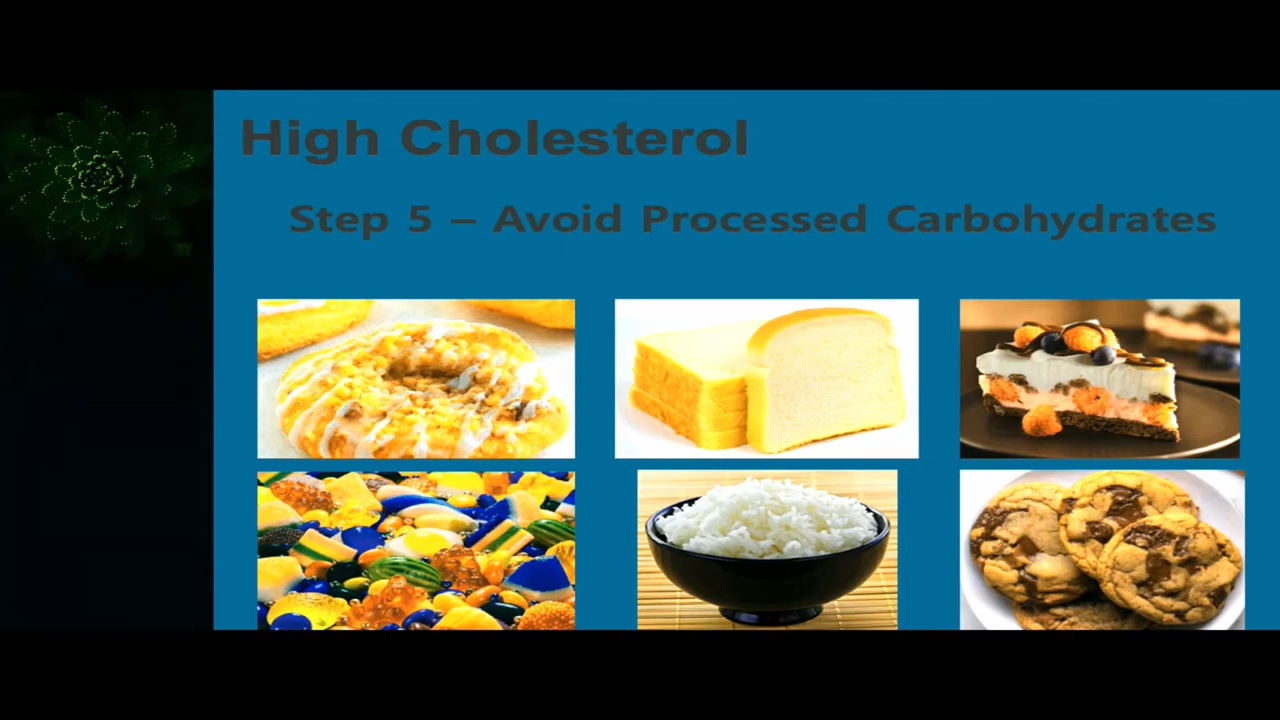 High Cholesterol
Step 5 – Avoid Processed Carbohydrates